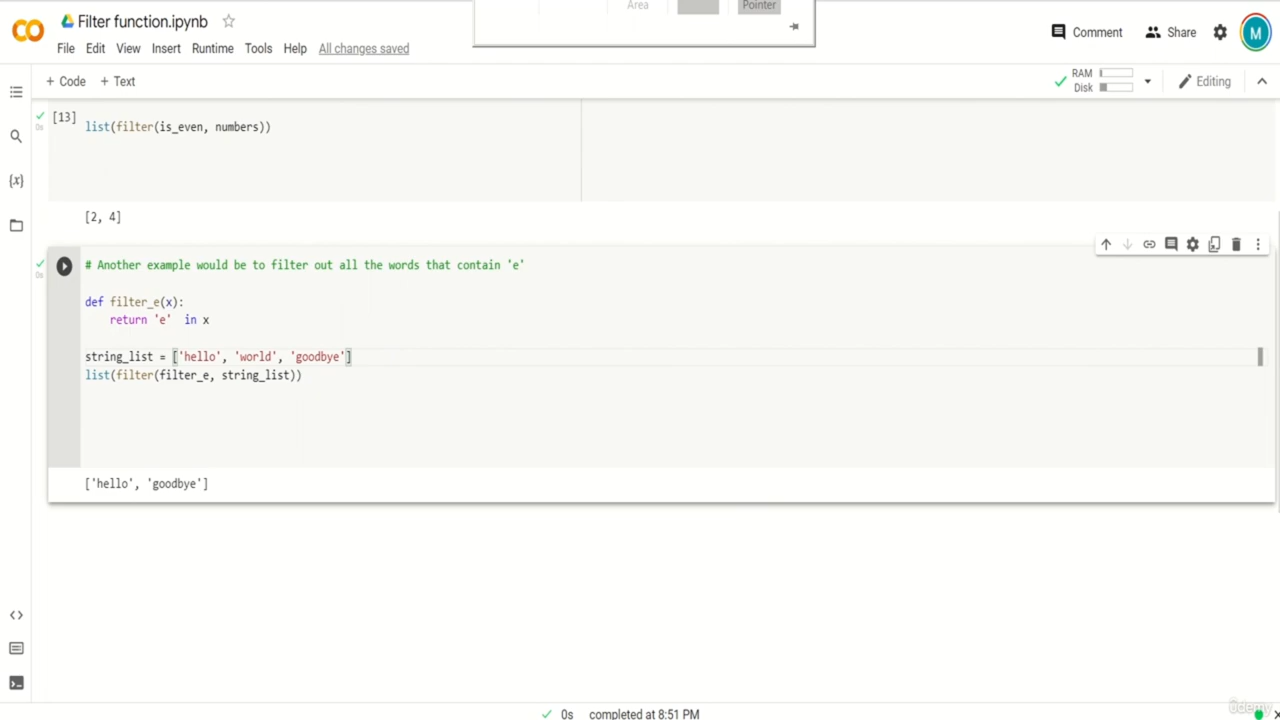 Area
Pointer
Filter function.ipynb
File Edit View Insert Runtime Tools Help All changes saved
Comment Share M
+ Code + Text
RAM
Disk
Editing
[13]
0s
list(filter(is_even, numbers))
{x}
[2, 4]
0s
# Another example would be to filter out all the words that contain 'e'
def filter_e(x):
return 'e' in x
string_list = ['hello', 'world', 'goodbye']
list(filter(filter_e, string_list))
['hello', 'goodbye']
0s completed at 8:51 PM
ûdemy